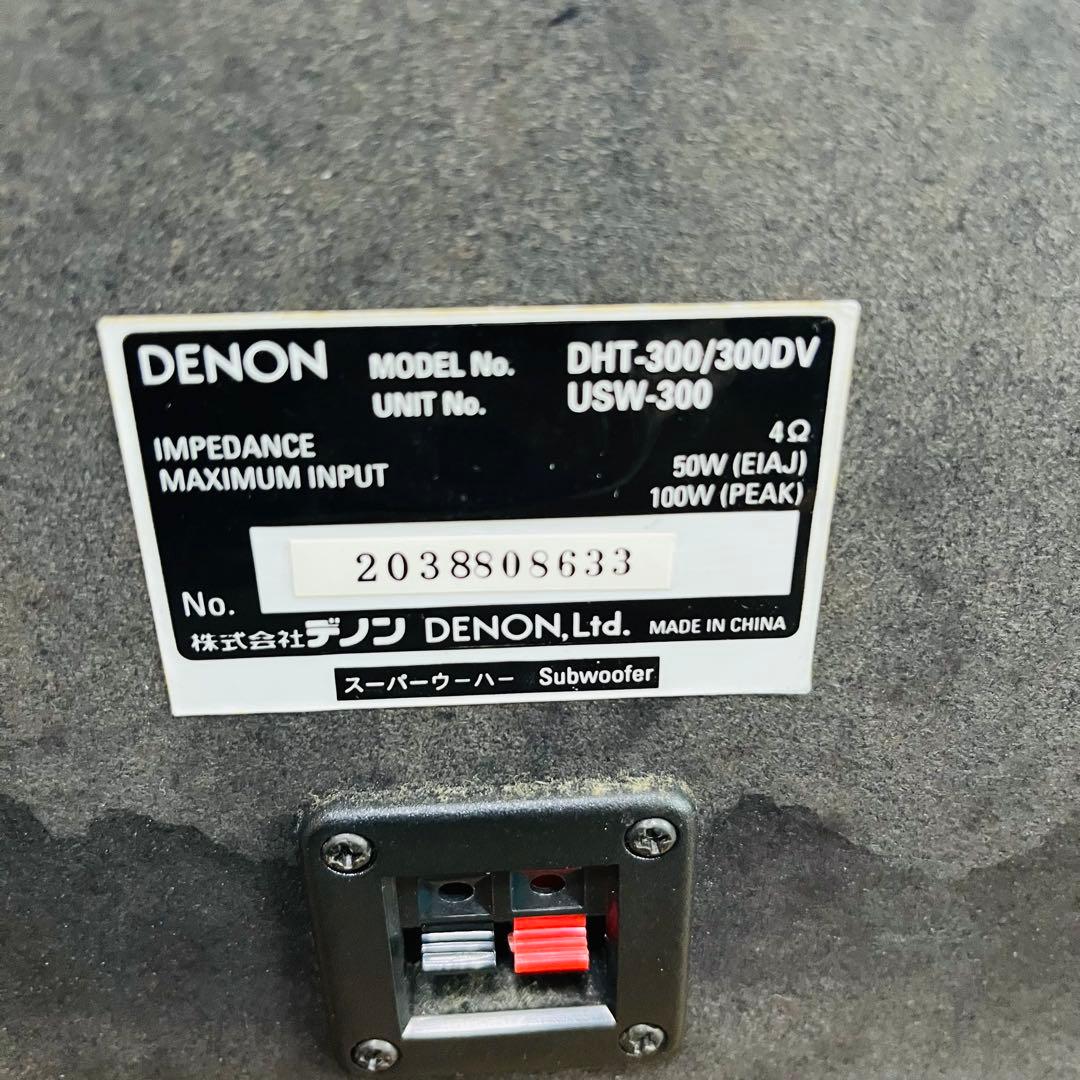 DENON MODEL No. DHT-300/300DV
UNIT No. USW-300
IMPEDANCE 4Ω
MAXIMUM INPUT 50W (EIAJ)
100W (PEAK)
No. 2038808633
株式会社デノン DENON, Ltd. MADE IN CHINA
スーパーウーハー Subwoofer